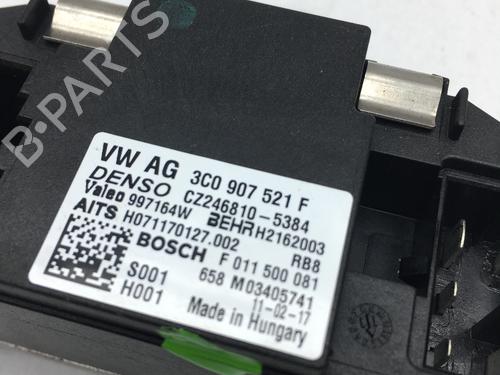 B-PARTS
VW AG 3C0 907 521 F
DENSO CZ246810-5384
Valeo 997164W BEHR H2162003
AITS H071170127.002 RB8
BOSCH F 011 500 081
S001 658 M03405741
H001 11-02-17
Made in Hungary